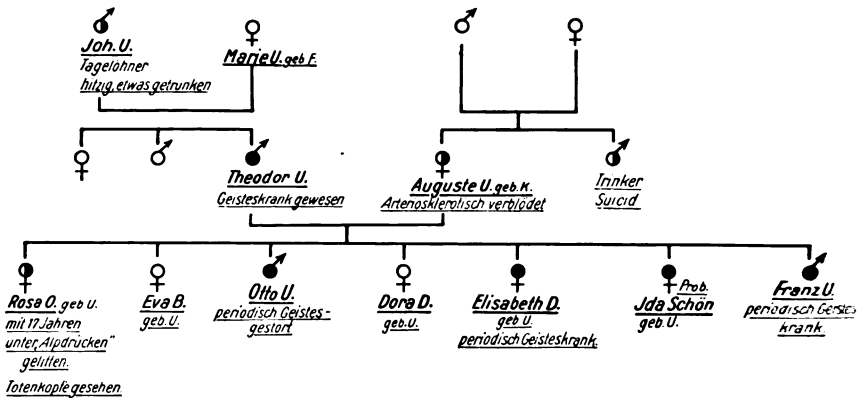 Joh. U.
Tagelöhner
hitzig, etwas getrunken
Marie U. geb F.
Theodor U.
Geisteskrank gewesen
Auguste U. geb. K.
Arteriosklerotisch verblödet
Trinker
Suicid
Rosa O. geb U.
mit 17 Jahren
unter „Alpdrücken"
gelitten.
Totenkopfe gesehen.
Eva B.
geb. U.
Otto U.
periodisch Geistes-
gestört
Dora D.
geb. U.
Elisabeth D.
geb U.
periodisch Geisteskrank.
Prob.
Jda Schön
geb. U.
Franz U.
periodisch Geistes
krank.